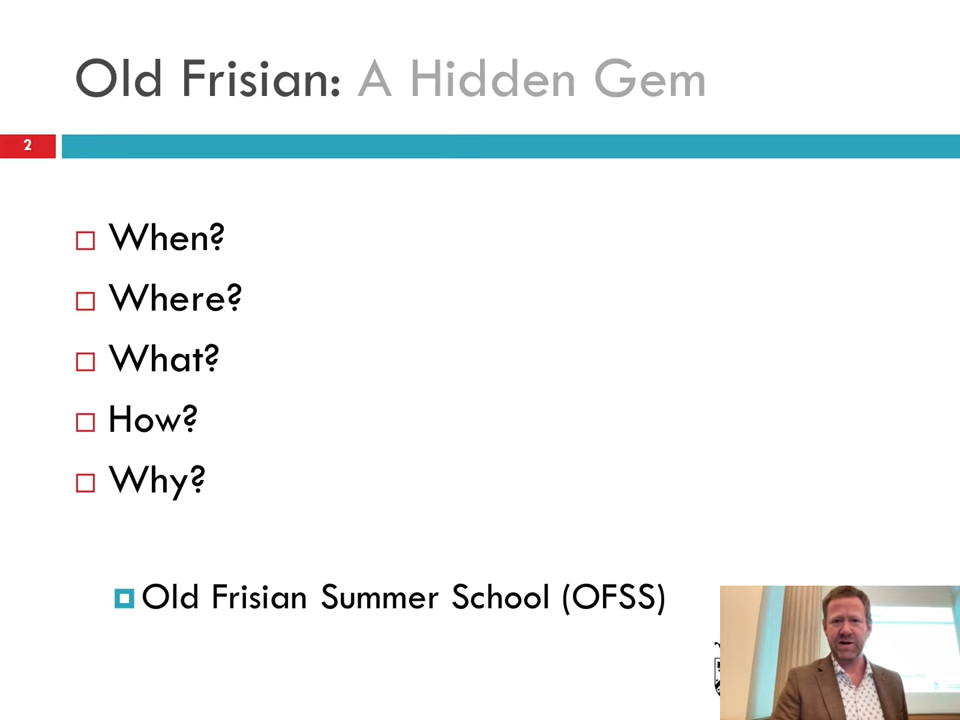 Old Frisian: A Hidden Gem
2
When?
Where?
What?
How?
Why?
Old Frisian Summer School (OFSS)